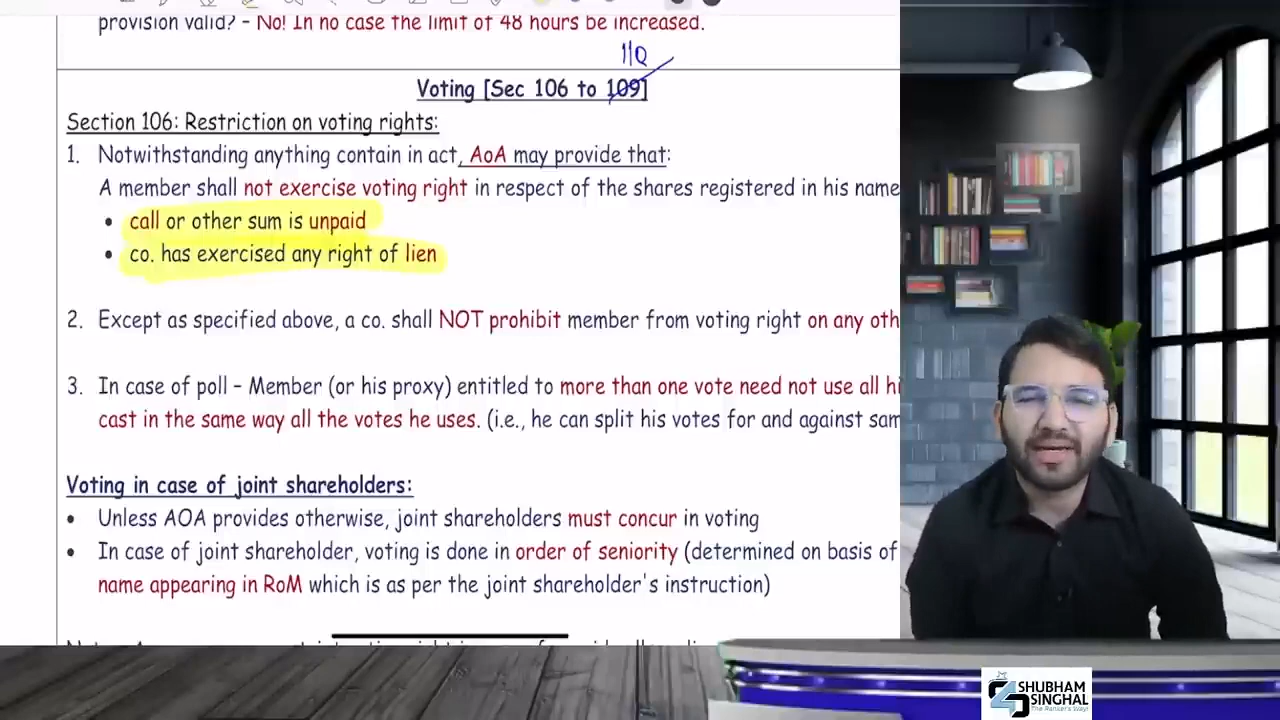 provision valid? – No! In no case the limit of 48 hours be increased.
110
Voting [Sec 106 to 109]
Section 106: Restriction on voting rights:
1. Notwithstanding anything contain in act, AoA may provide that:
A member shall not exercise voting right in respect of the shares registered in his name
• call or other sum is unpaid
• co. has exercised any right of lien
2. Except as specified above, a co. shall NOT prohibit member from voting right on any oth
3. In case of poll – Member (or his proxy) entitled to more than one vote need not use all hi
cast in the same way all the votes he uses. (i.e., he can split his votes for and against sam
Voting in case of joint shareholders:
• Unless AOA provides otherwise, joint shareholders must concur in voting
• In case of joint shareholder, voting is done in order of seniority (determined on basis of
name appearing in RoM which is as per the joint shareholder's instruction)
SHUBHAM
SINGHAL
The Rankers Way!